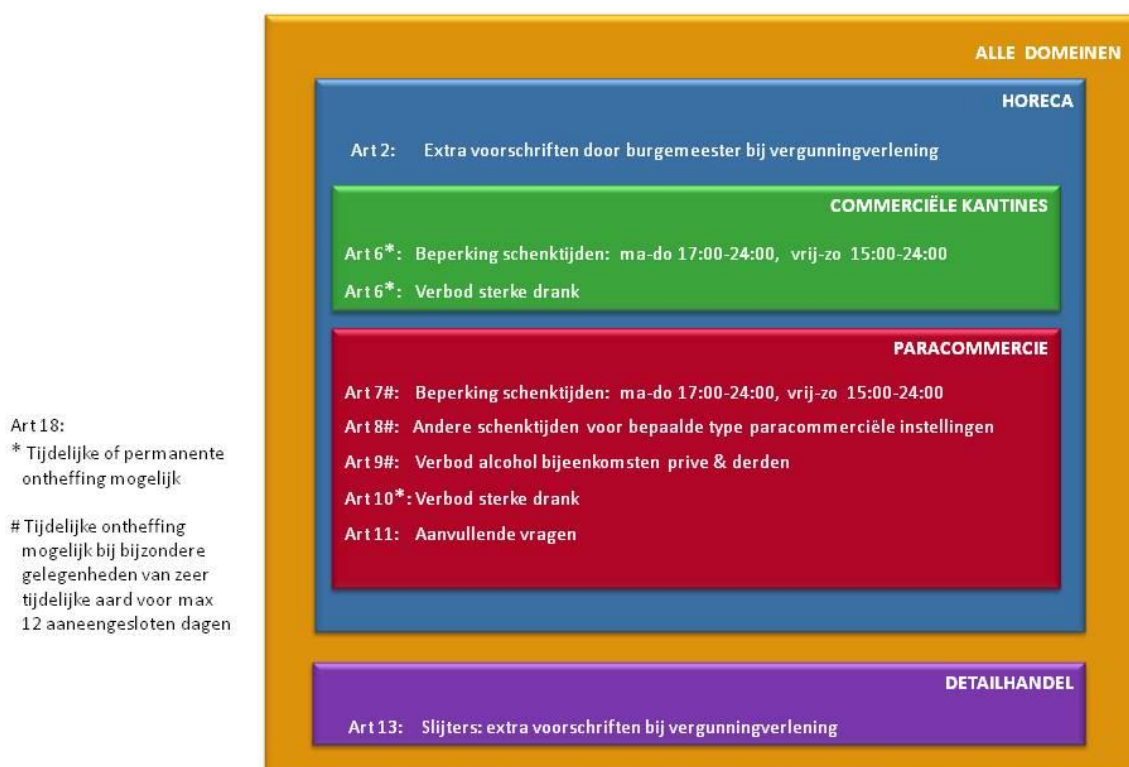 ALLE DOMEINEN
HORECA
Art 2: Extra voorschriften door burgemeester bij vergunningverlening
COMMERCIËLE KANTINES
Art 6*: Beperking schenktijden: ma-do 17:00-24:00, vrij-zo 15:00-24:00
Art 6*: Verbod sterke drank
PARACOMMERCIE
Art 7#: Beperking schenktijden: ma-do 17:00-24:00, vrij-zo 15:00-24:00
Art 8#: Andere schenktijden voor bepaalde type paracommerciële instellingen
Art 9#: Verbod alcohol bijeenkomsten prive & derden
Art 10*: Verbod sterke drank
Art 11: Aanvullende vragen
Art 18:
* Tijdelijke of permanente
ontheffing mogelijk
# Tijdelijke ontheffing
mogelijk bij bijzondere
gelegenheden van zeer
tijdelijke aard voor max
12 aaneengesloten dagen
DETAILHANDEL
Art 13: Slijters: extra voorschriften bij vergunningverlening